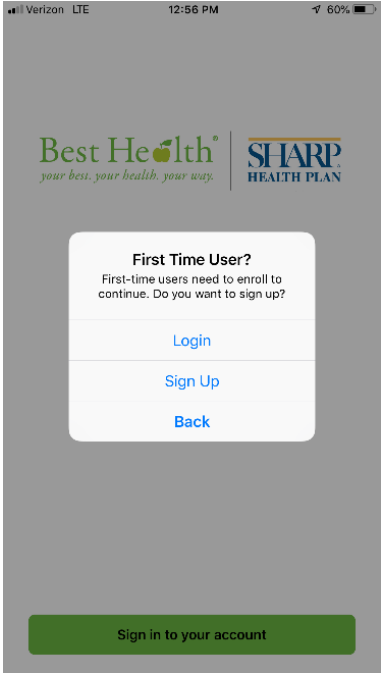 Verizon LTE 12:56 PM 60%
Best Health®
your best. your health. your way.
SHARP
HEALTH PLAN
First Time User?
First-time users need to enroll to
continue. Do you want to sign up?
Login
Sign Up
Back
Sign in to your account